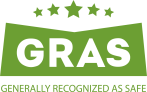 GRAS
GENERALLY RECOGNIZED AS SAFE